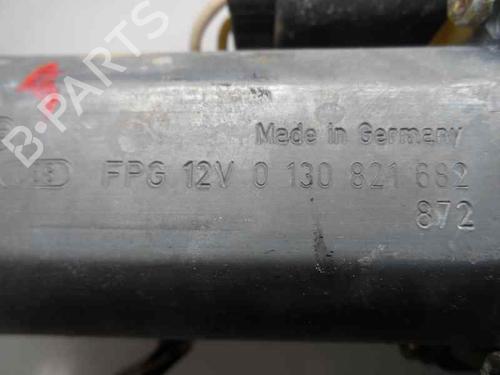 B-PARTS
Made in Germany
FPG 12V 0 130 821 682
872